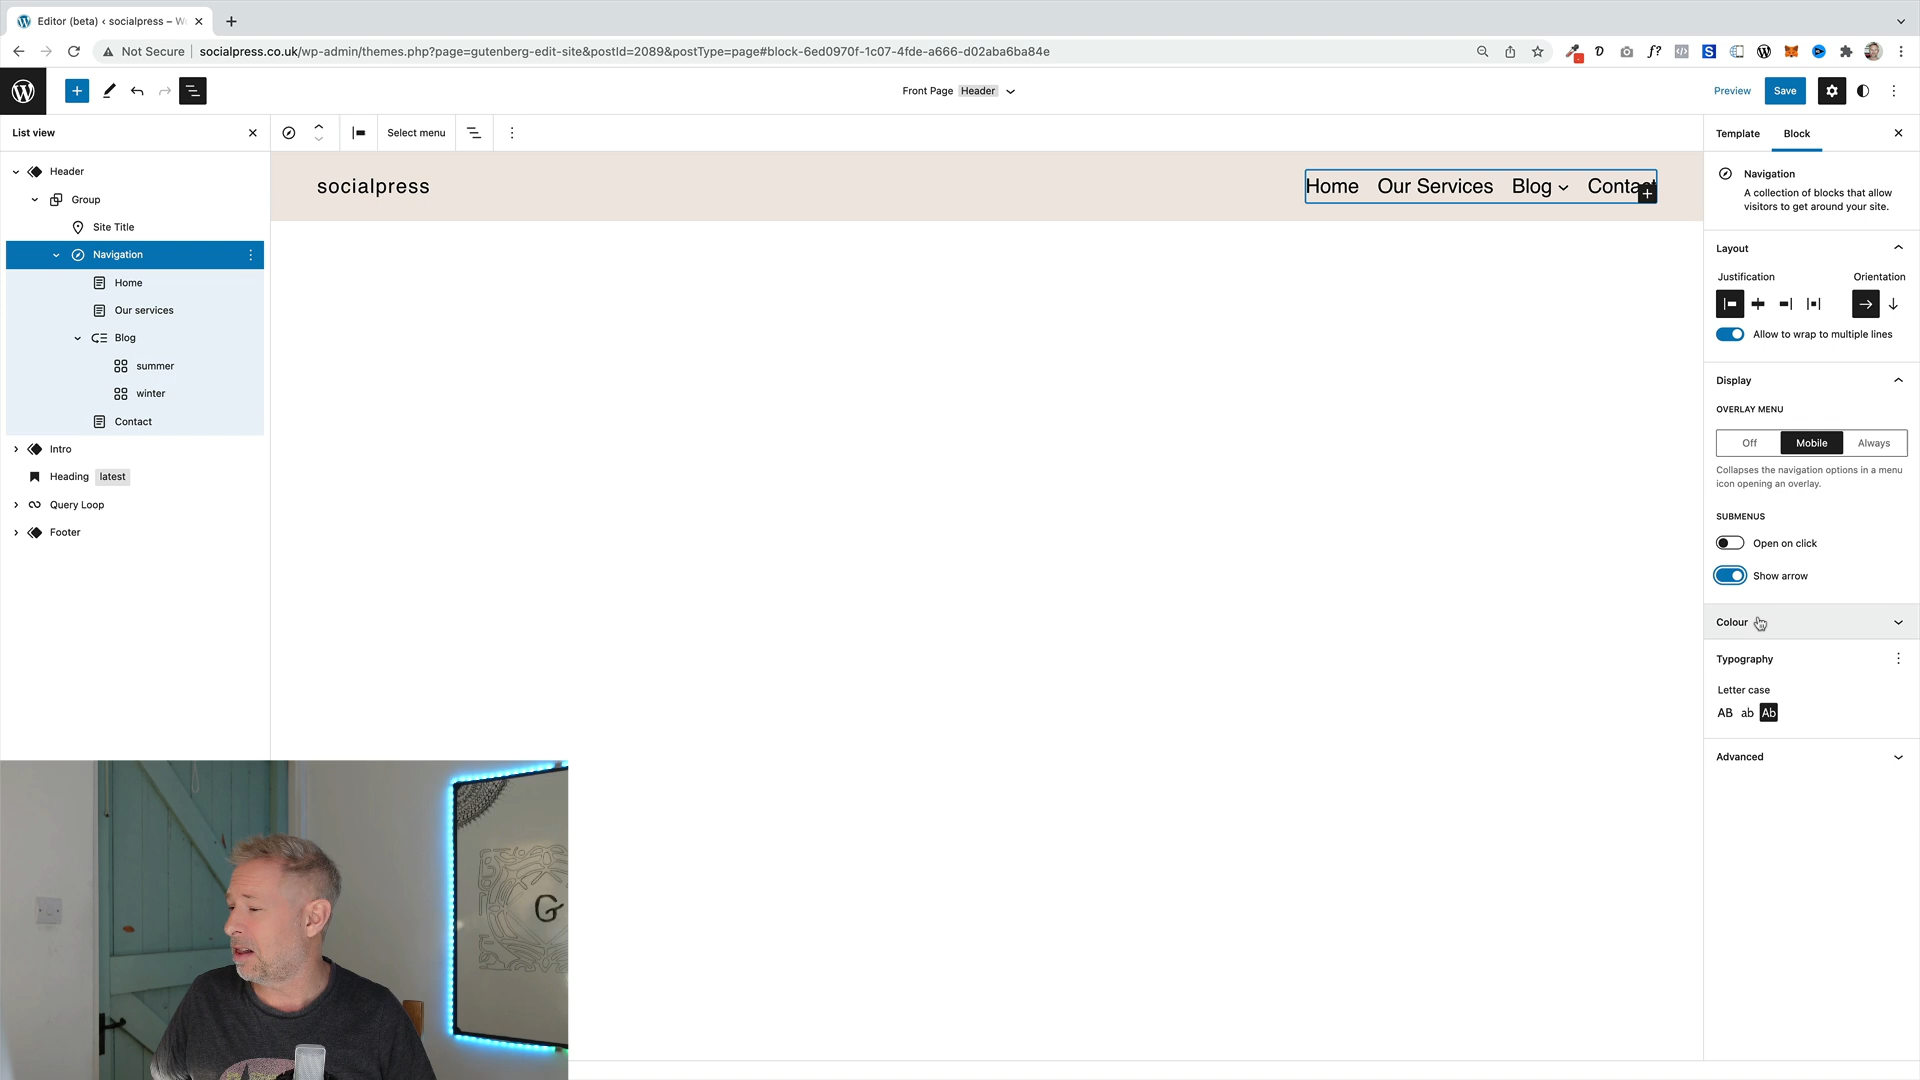 Editor (beta) ‹ socialpress – W
Not Secure
socialpress.co.uk/wp-admin/themes.php?page=gutenberg-edit-site&postId=2089&postType=page#block-6ed0970f-1c07-4fde-a666-d02aba6ba84e
Front Page Header
Preview
Save
List view
Select menu
Template
Block
Header
Group
Site Title
Navigation
Home
Our services
Blog
summer
winter
Contact
Intro
Heading latest
Query Loop
Footer
socialpress
Home Our Services Blog Contact
Navigation
A collection of blocks that allow
visitors to get around your site.
Layout
Justification Orientation
Allow to wrap to multiple lines
Display
OVERLAY MENU
Off Mobile Always
Collapses the navigation options in a menu
icon opening an overlay.
SUBMENUS
Open on click
Show arrow
Colour
Typography
Letter case
AB ab Ab
Advanced
G